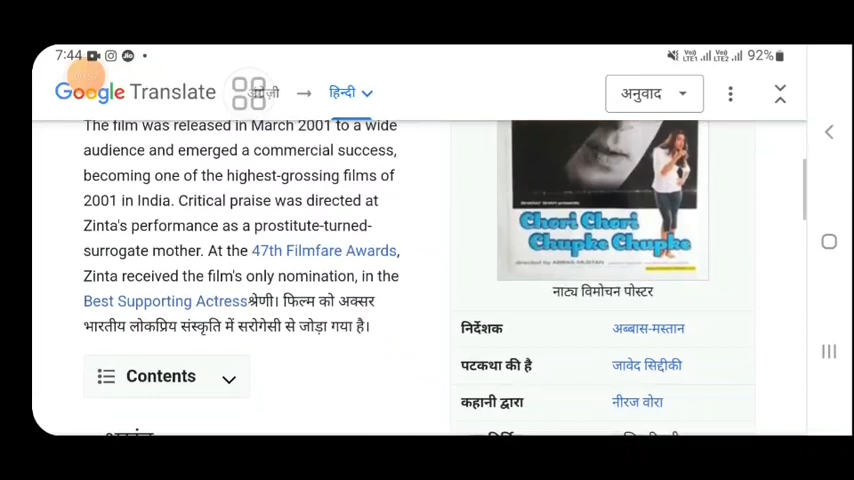 7:44
92%
Google Translate
अंग्रेज़ी → हिन्दी
अनुवाद
The film was released in March 2001 to a wide
audience and emerged a commercial success,
becoming one of the highest-grossing films of
2001 in India. Critical praise was directed at
Zinta's performance as a prostitute-turned-
surrogate mother. At the 47th Filmfare Awards,
Zinta received the film's only nomination, in the
Best Supporting Actressश्रेणी। फिल्म को अक्सर
भारतीय लोकप्रिय संस्कृति में सरोगेसी से जोड़ा गया है।
Contents
Chori Chori
Chupke Chupke
directed by ABBAS-MUSTAN
नाट्य विमोचन पोस्टर
निर्देशक अब्बास-मस्तान
पटकथा की है जावेद सिद्दीकी
कहानी द्वारा नीरज वोरा